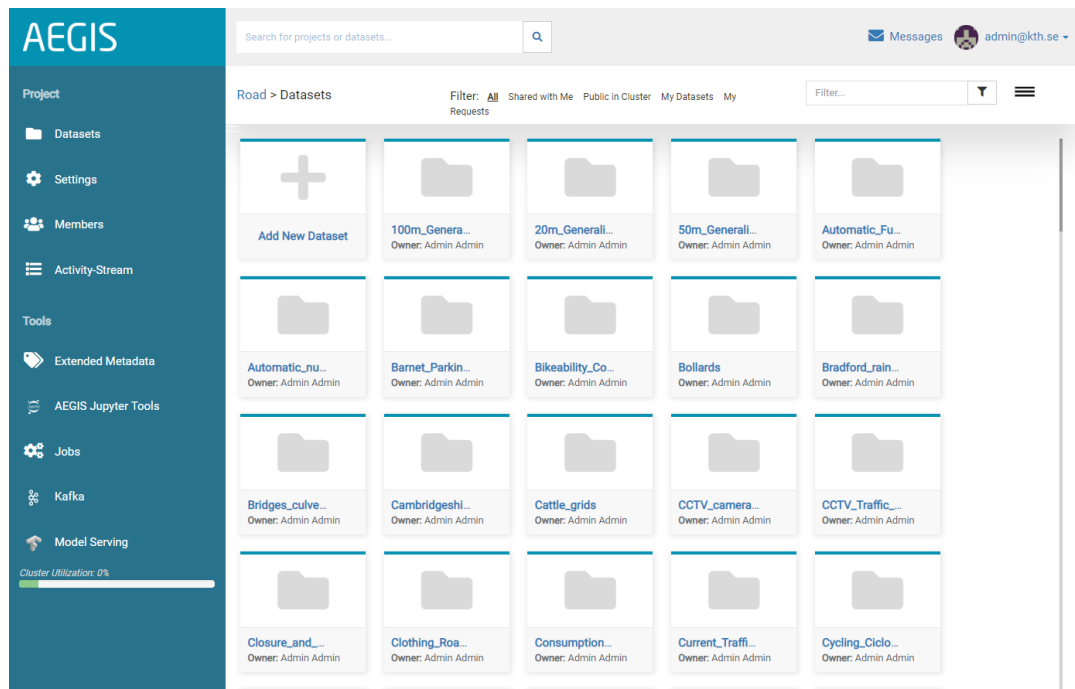 AEGIS
Search for projects or datasets...
Messages
admin@kth.se
Project
Datasets
Settings
Members
Activity-Stream
Tools
Extended Metadata
AEGIS Jupyter Tools
Jobs
Kafka
Model Serving
Cluster Utilization: 0%
Road > Datasets
Filter: All Shared with Me Public in Cluster My Datasets My
Requests
Filter...
Add New Dataset
100m_Genera...
Owner: Admin Admin
20m_Generali...
Owner: Admin Admin
50m_Generali...
Owner: Admin Admin
Automatic_Fu...
Owner: Admin Admin
Automatic_nu...
Owner: Admin Admin
Barnet_Parkin...
Owner: Admin Admin
Bikeability_Co...
Owner: Admin Admin
Bollards
Owner: Admin Admin
Bradford_rain...
Owner: Admin Admin
Bridges_culve...
Owner: Admin Admin
Cambridgeshi...
Owner: Admin Admin
Cattle_grids
Owner: Admin Admin
CCTV_camera...
Owner: Admin Admin
CCTV_Traffic_...
Owner: Admin Admin
Closure_and_...
Owner: Admin Admin
Clothing_Roa...
Owner: Admin Admin
Consumption...
Owner: Admin Admin
Current_Traffi...
Owner: Admin Admin
Cycling_Ciclo...
Owner: Admin Admin